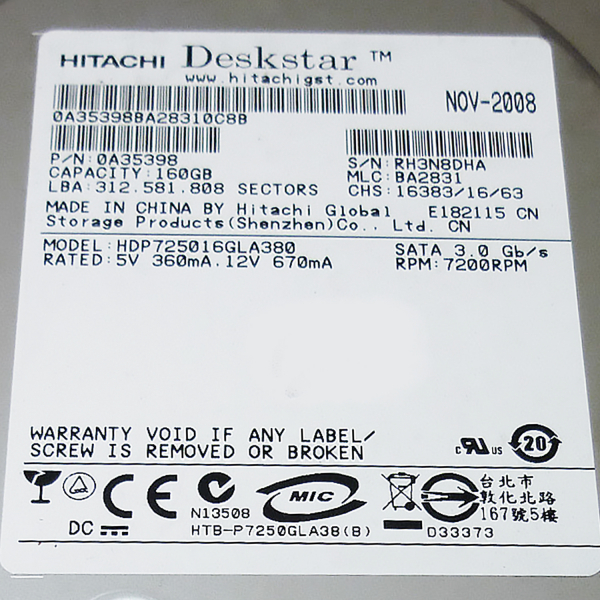 HITACHI Deskstar ™
www.hitachigst.com
NOV-2008
0A35398BA28310C8B
P/N:0A35398
S/N:RH3N8DHA
CAPACITY:160GB
MLC:BA2831
LBA:312.581.808 SECTORS
CHS:16383/16/63
MADE IN CHINA BY Hitachi Global E182115 CN
Storage Products(Shenzhen)Co., Ltd. CN
MODEL:HDP725016GLA380 SATA 3.0 Gb/s
RATED:5V 360mA.12V 670mA RPM:7200RPM
WARRANTY VOID IF ANY LABEL/
SCREW IS REMOVED OR BROKEN
c RU US 20
CE N13508 MIC D33373
DC HTB-P7250GLA38(B)
台北市
敦化北路
167號5樓